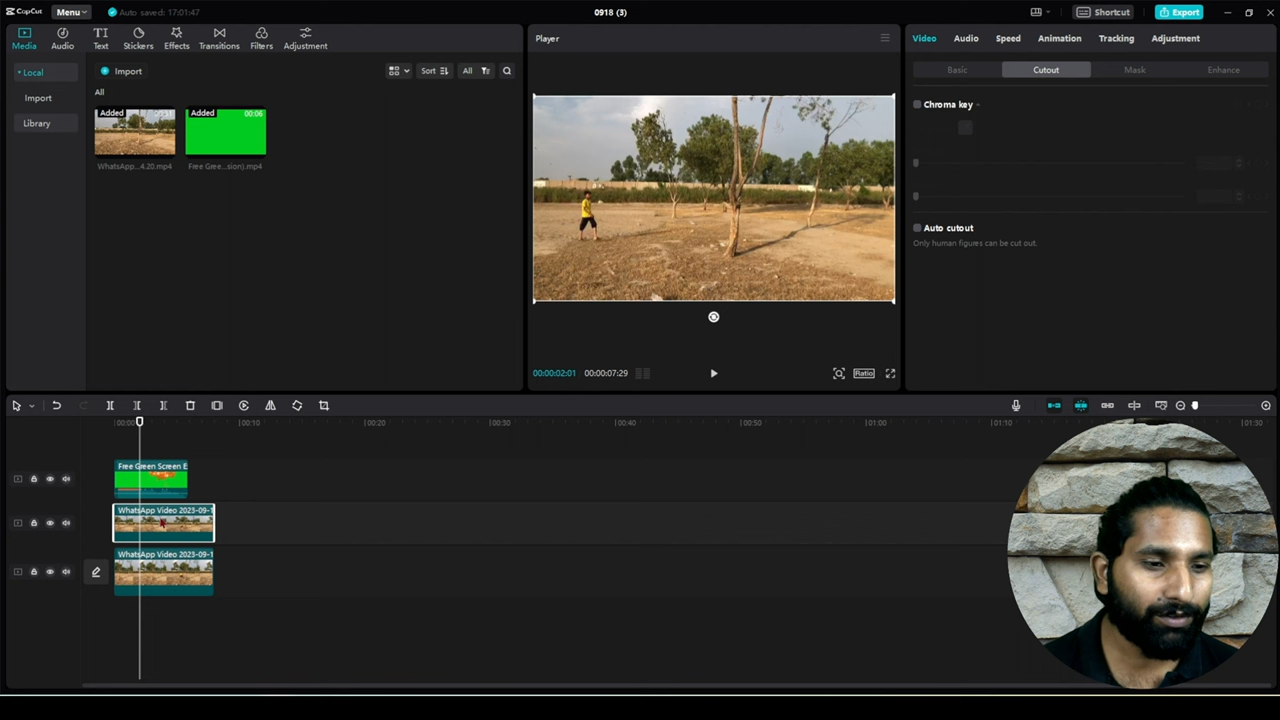 CapCut Menu Auto saved: 17:01:47 0918 (3) Shortcut Export
Media Audio Text Stickers Effects Transitions Filters Adjustment
Player
Video Audio Speed Animation Tracking Adjustment
Local
Import
Library
Import Sort All
All
Added
Added 00:06
WhatsApp...4.20.mp4 Free Gree...sion).mp4
Basic Cutout Mask Enhance
Chroma key
Auto cutout
Only human figures can be cut out.
00:00:02:01 00:00:07:29 Ratio
00:00 00:10 00:20 00:30 00:40 00:50 01:00 01:10 01:30
Free Green Screen E
WhatsApp Video 2023-09-1
WhatsApp Video 2023-09-1